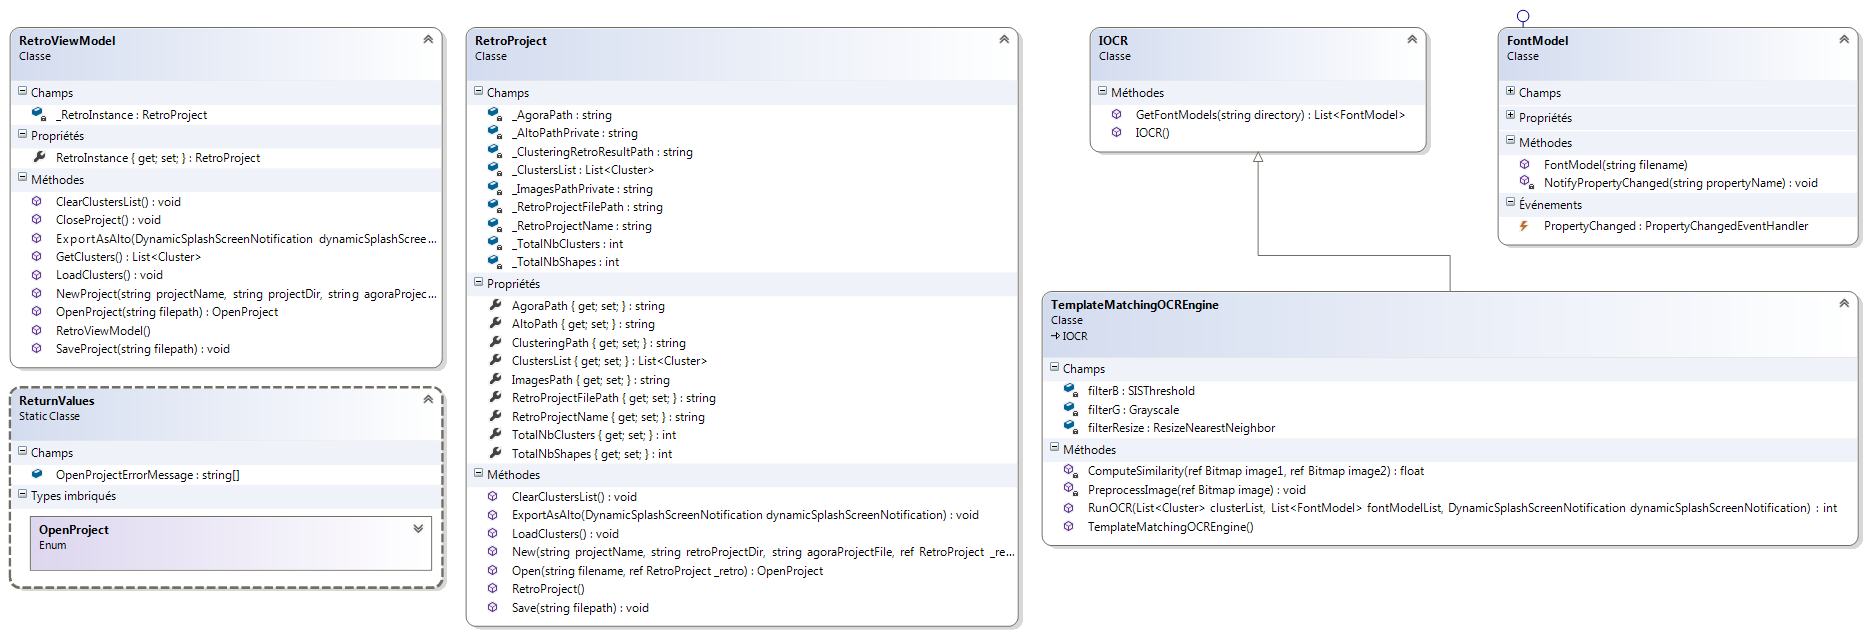 RetroViewModel
Classe
Champs
_RetroInstance : RetroProject
Propriétés
RetroInstance { get; set; } : RetroProject
Méthodes
ClearClustersList() : void
CloseProject() : void
ExportAsAlto(DynamicSplashScreenNotification dynamicSplashScree...
GetClusters() : List<Cluster>
LoadClusters() : void
NewProject(string projectName, string projectDir, string agoraProjec...
OpenProject(string filepath) : OpenProject
RetroViewModel()
SaveProject(string filepath) : void
ReturnValues
Static Classe
Champs
OpenProjectErrorMessage : string[]
Types imbriqués
OpenProject
Enum
RetroProject
Classe
Champs
_AgoraPath : string
_AltoPathPrivate : string
_ClusteringRetroResultPath : string
_ClustersList : List<Cluster>
_ImagesPathPrivate : string
_RetroProjectFilePath : string
_RetroProjectName : string
_TotalNbClusters : int
_TotalNbShapes : int
Propriétés
AgoraPath { get; set; } : string
AltoPath { get; set; } : string
ClusteringPath { get; set; } : string
ClustersList { get; set; } : List<Cluster>
ImagesPath { get; set; } : string
RetroProjectFilePath { get; set; } : string
RetroProjectName { get; set; } : string
TotalNbClusters { get; set; } : int
TotalNbShapes { get; set; } : int
Méthodes
ClearClustersList() : void
ExportAsAlto(DynamicSplashScreenNotification dynamicSplashScreenNotification) : void
LoadClusters() : void
New(string projectName, string retroProjectDir, string agoraProjectFile, ref RetroProject _re...
Open(string filename, ref RetroProject _retro) : OpenProject
RetroProject()
Save(string filepath) : void
IOCR
Classe
Méthodes
GetFontModels(string directory) : List<FontModel>
IOCR()
FontModel
Classe
Champs
Propriétés
Méthodes
FontModel(string filename)
NotifyPropertyChanged(string propertyName) : void
Événements
PropertyChanged : PropertyChangedEventHandler
TemplateMatchingOCREngine
Classe
IOCR
Champs
filterB : SISThreshold
filterG : Grayscale
filterResize : ResizeNearestNeighbor
Méthodes
ComputeSimilarity(ref Bitmap image1, ref Bitmap image2) : float
PreprocessImage(ref Bitmap image) : void
RunOCR(List<Cluster> clusterList, List<FontModel> fontModelList, DynamicSplashScreenNotification dynamicSplashScreenNotification) : int
TemplateMatchingOCREngine()